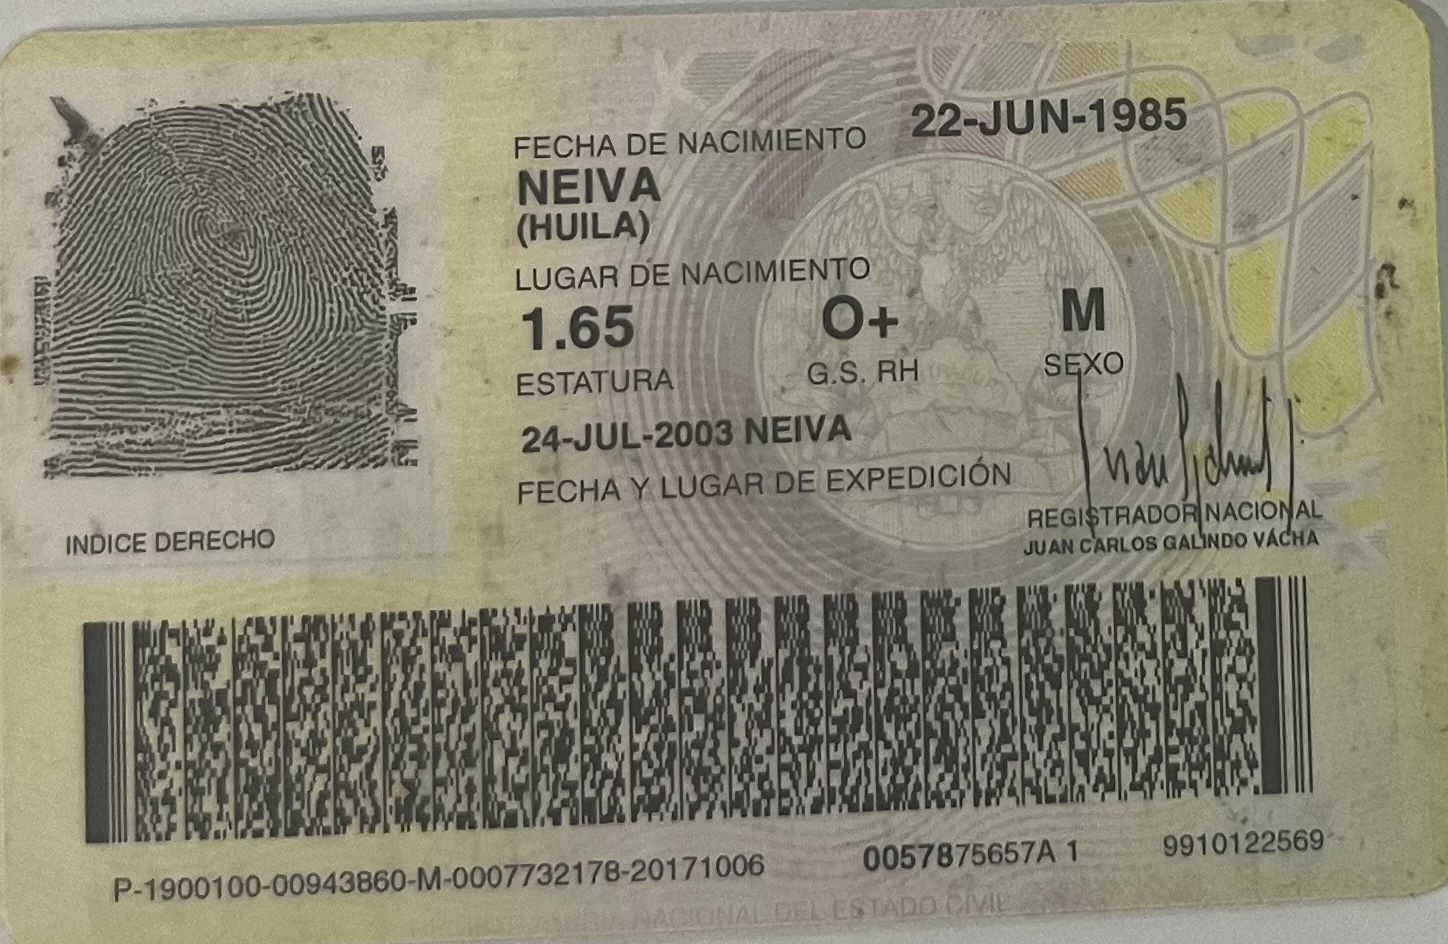 22-JUN-1985
FECHA DE NACIMIENTO
NEIVA
(HUILA)
LUGAR DE NACIMIENTO
1.65 O+ M
ESTATURA G.S. RH SEXO
24-JUL-2003 NEIVA
FECHA Y LUGAR DE EXPEDICIÓN
REGISTRADOR NACIONAL
JUAN CARLOS GALINDO VÁCHA
INDICE DERECHO
P-1900100-00943860-M-0007732178-20171006 0057875657A 1 9910122569
NACIONAL DEL ESTADO CIVIL